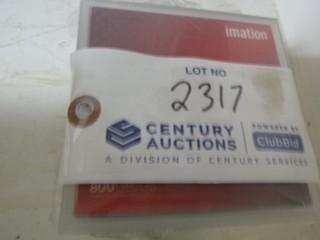 imation
LOT NO
2317
CENTURY AUCTIONS
POWERED BY
ClubBid
A DIVISION OF CENTURY SERVICES